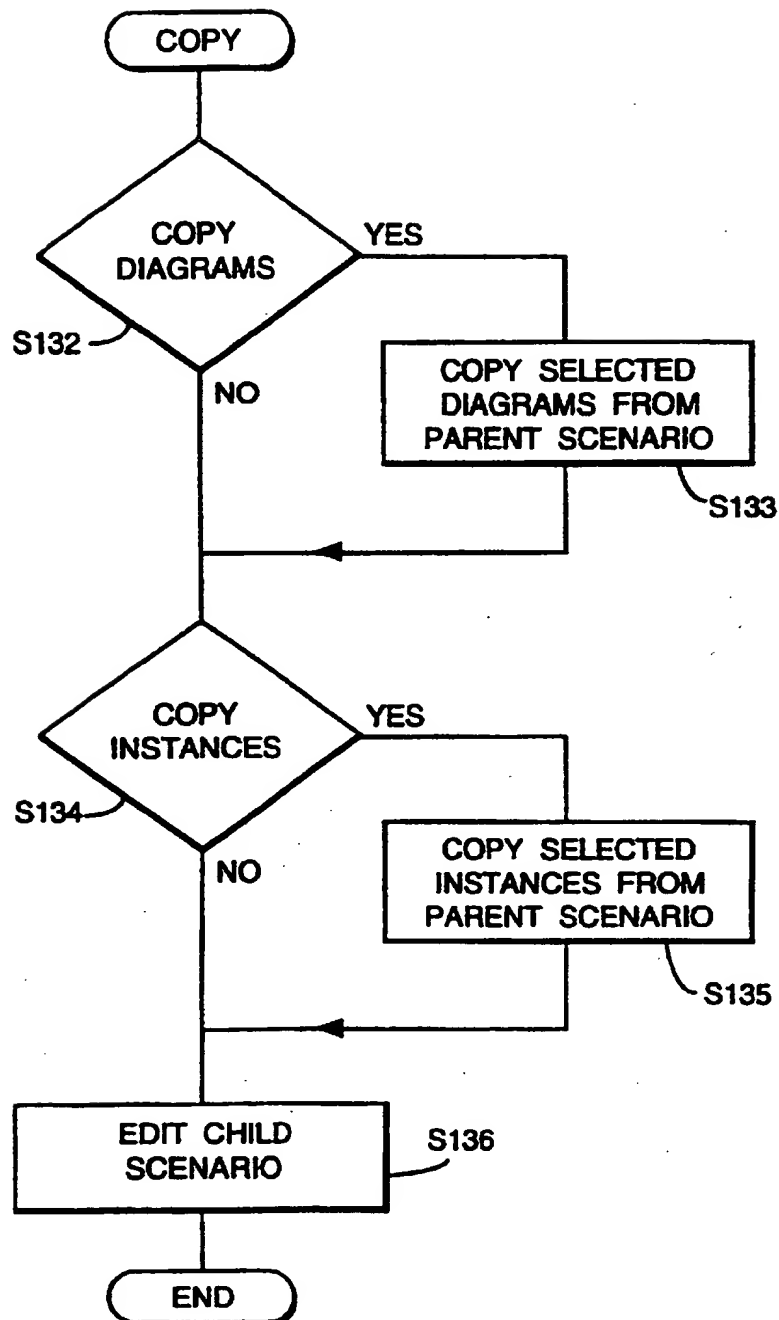 COPY
COPY
DIAGRAMS
YES
S132
NO
COPY SELECTED
DIAGRAMS FROM
PARENT SCENARIO
S133
COPY
INSTANCES
YES
S134
NO
COPY SELECTED
INSTANCES FROM
PARENT SCENARIO
S135
EDIT CHILD
SCENARIO
S136
END